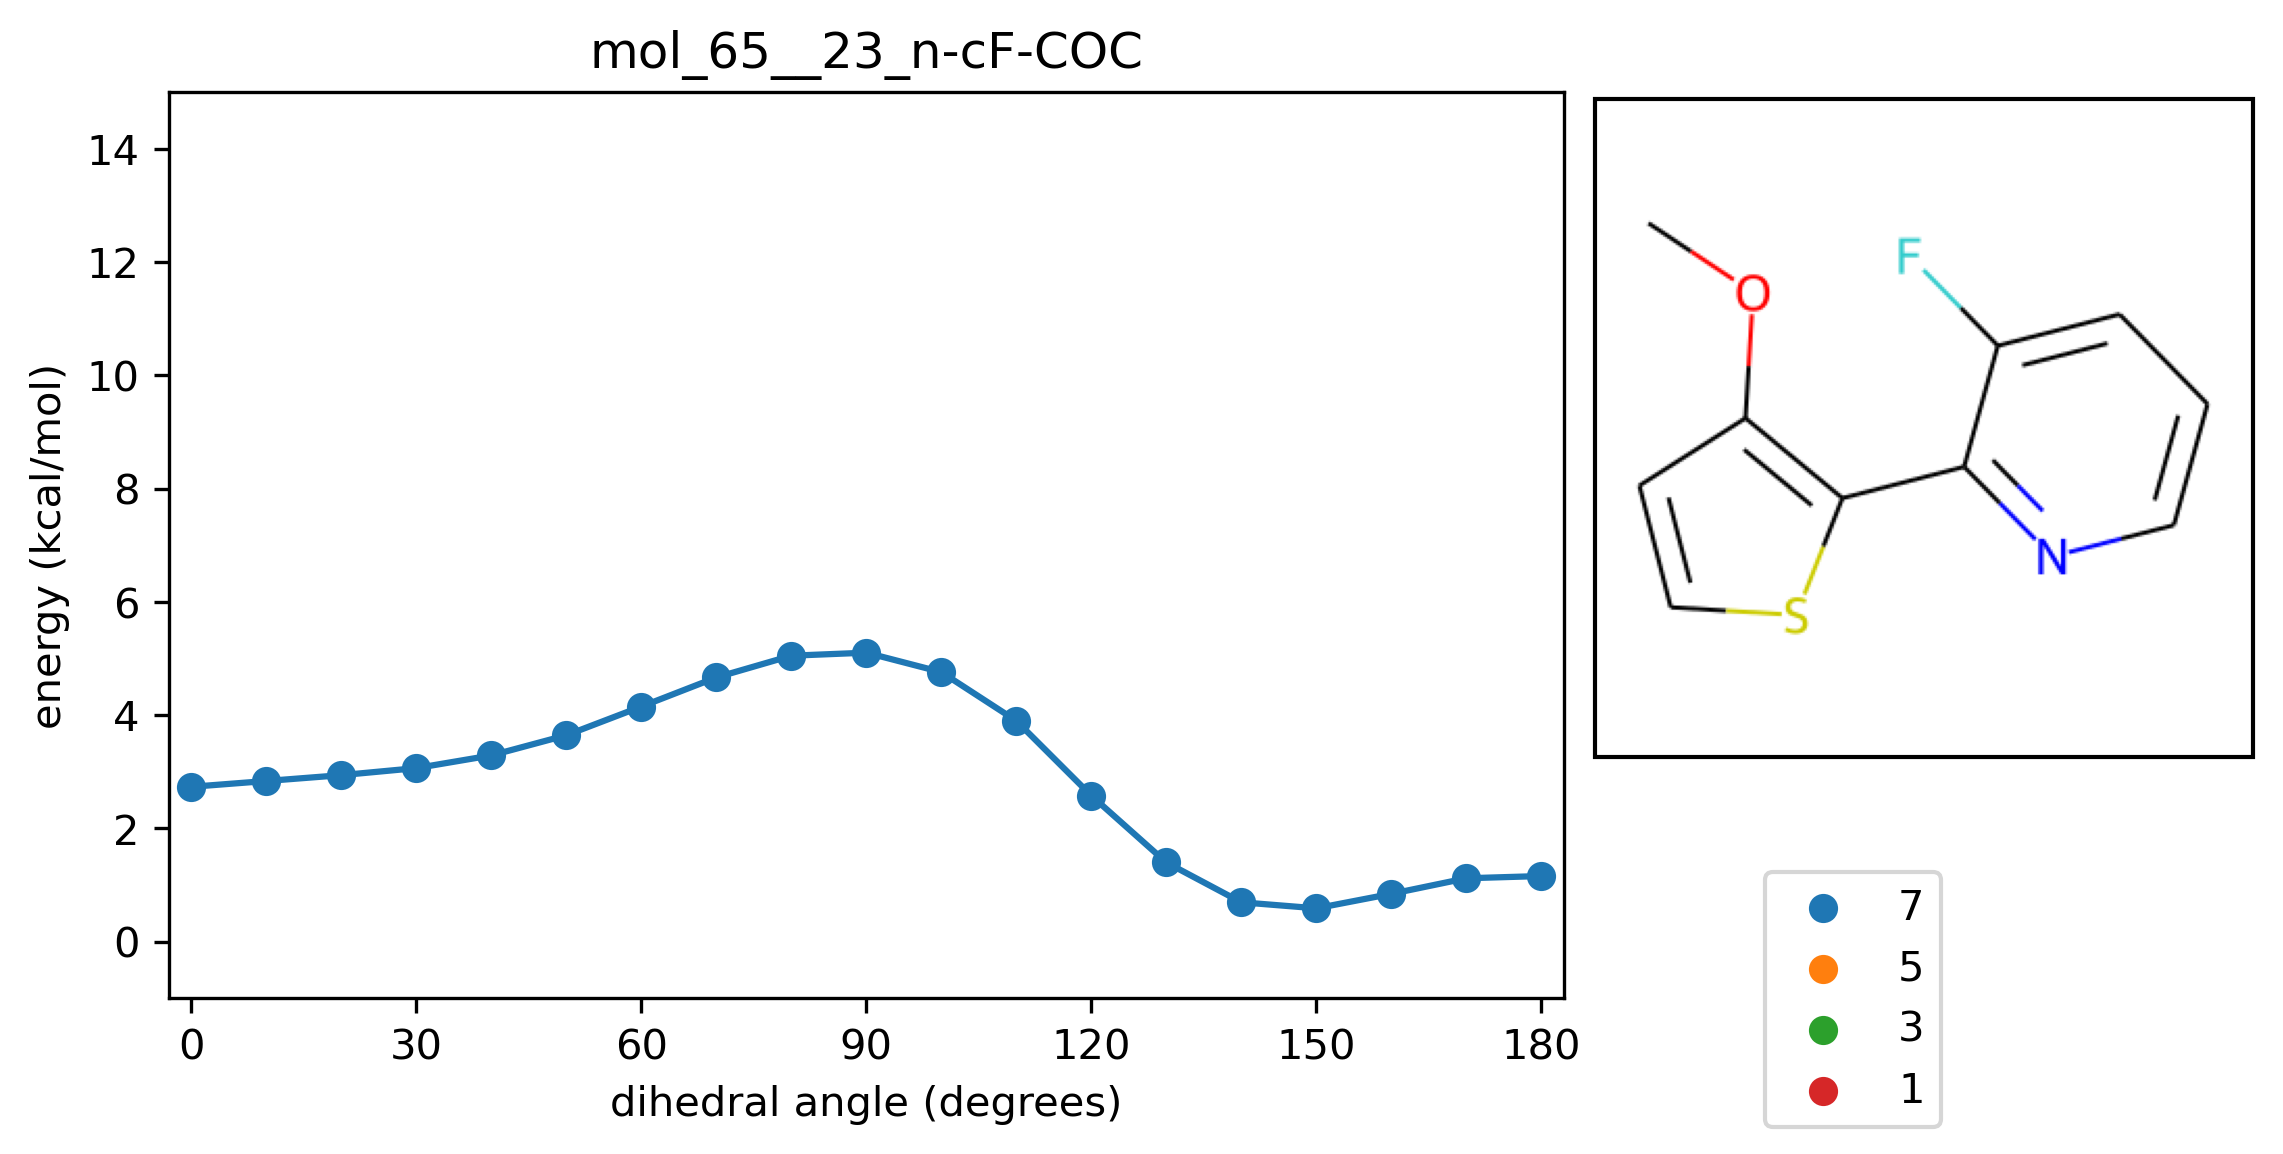 mol_65__23_n-cF-COC
energy (kcal/mol)
14
12
10
8
6
4
2
0
0 30 60 90 120 150 180
dihedral angle (degrees)
F
O
N
S
7
5
3
1